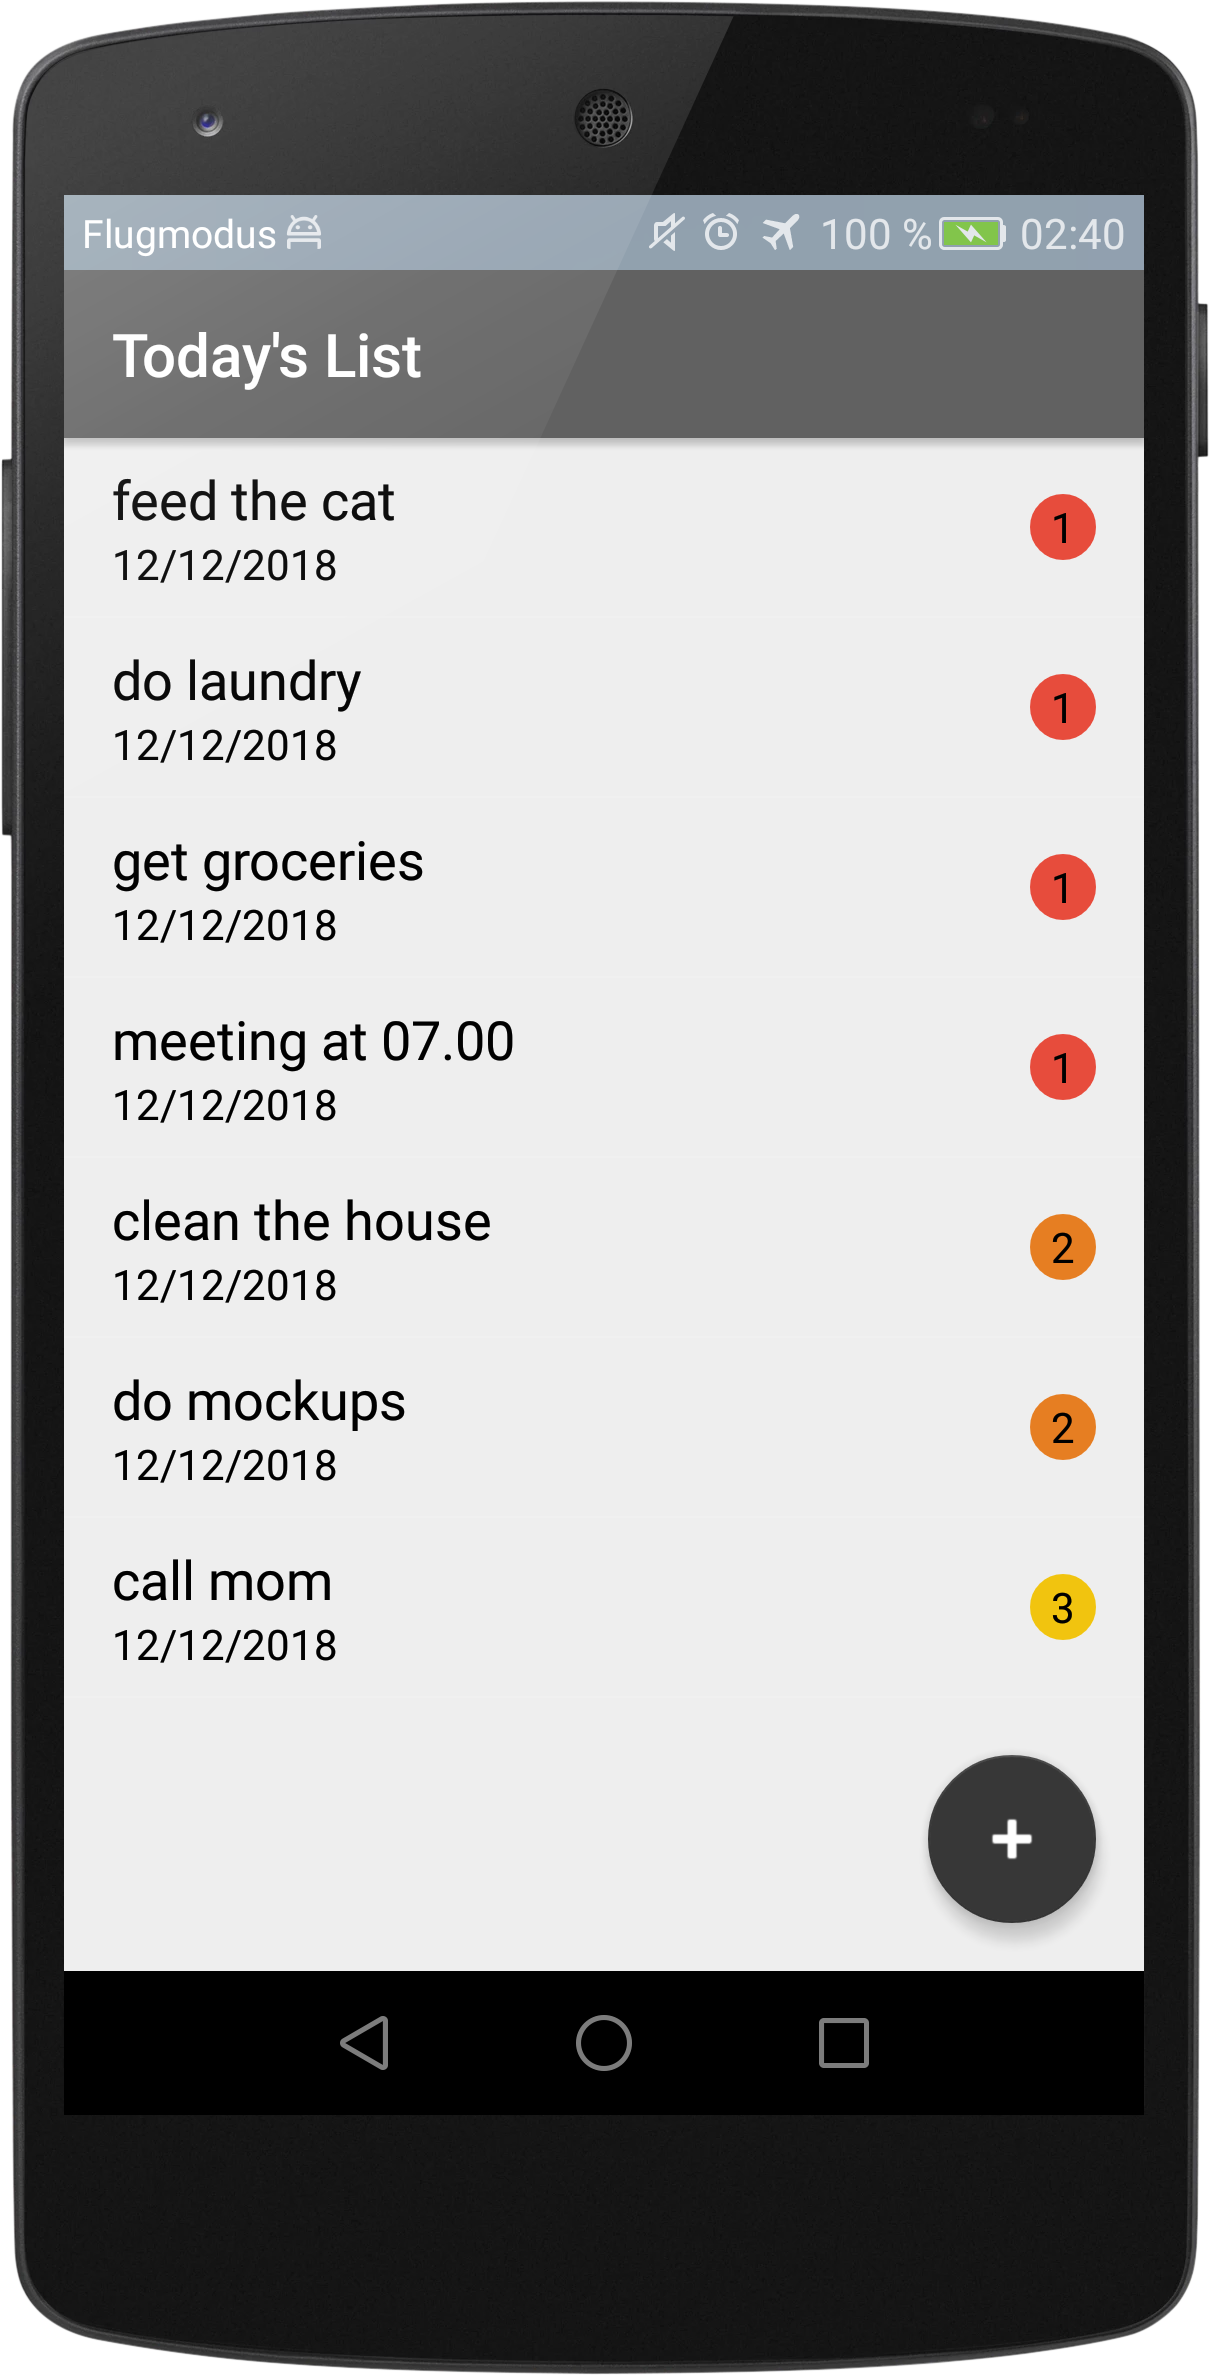 Flugmodus 100 % 02:40
Today's List
feed the cat
12/12/2018
1
do laundry
12/12/2018
1
get groceries
12/12/2018
1
meeting at 07.00
12/12/2018
1
clean the house
12/12/2018
2
do mockups
12/12/2018
2
call mom
12/12/2018
3